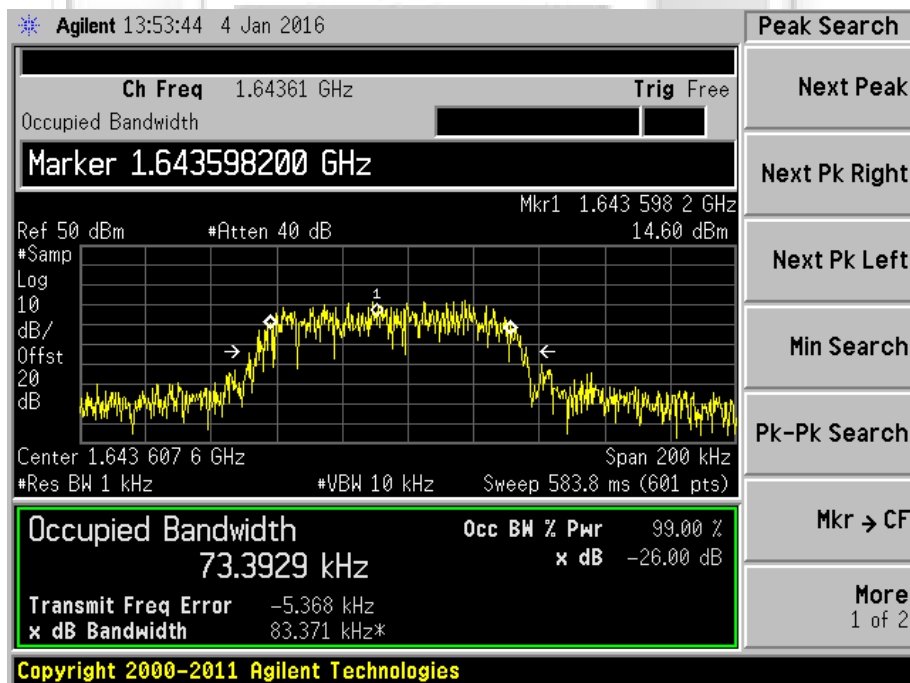 Agilent 13:53:44 4 Jan 2016
Peak Search
Ch Freq 1.64361 GHz Trig Free
Occupied Bandwidth
Marker 1.643598200 GHz
Mkr1 1.643 598 2 GHz
Ref 50 dBm #Atten 40 dB 14.60 dBm
#Samp
Log
10
dB/
Offst
20
dB
1
Center 1.643 607 6 GHz Span 200 kHz
#Res BW 1 kHz #VBW 10 kHz Sweep 583.8 ms (601 pts)
Occupied Bandwidth
73.3929 kHz
Occ BW % Pwr 99.00 %
x dB -26.00 dB
Transmit Freq Error -5.368 kHz
x dB Bandwidth 83.371 kHz*
Next Peak
Next Pk Right
Next Pk Left
Min Search
Pk-Pk Search
Mkr → CF
More
1 of 2
Copyright 2000-2011 Agilent Technologies